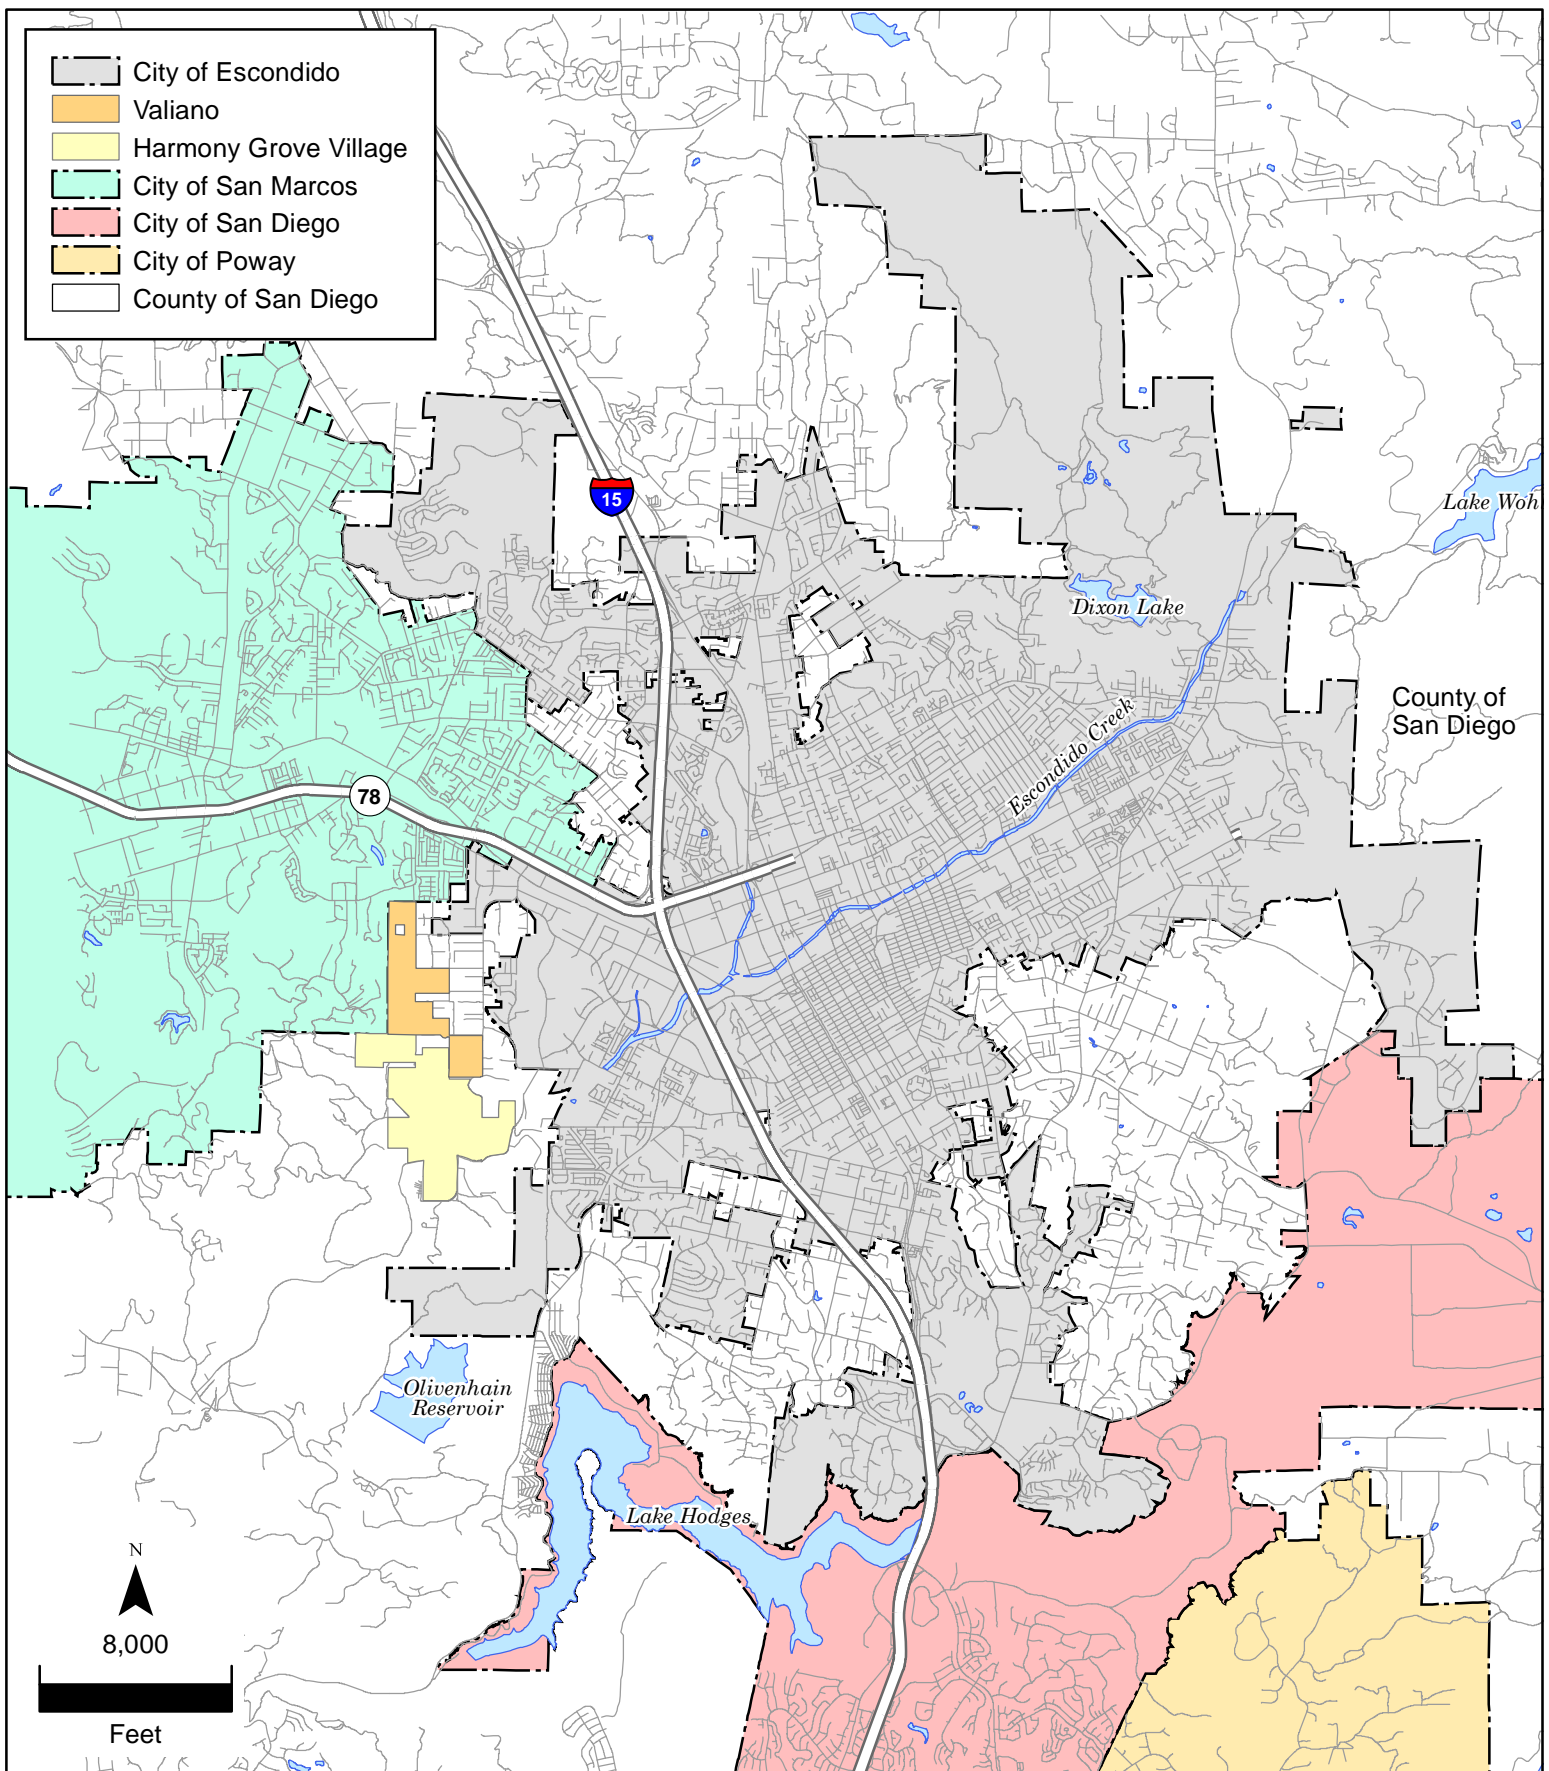 City of Escondido
Valiano
Harmony Grove Village
City of San Marcos
City of San Diego
City of Poway
County of San Diego
15
Lake Woh
Dixon Lake
County of
San Diego
Escondido Creek
78
Olivenhain
Reservoir
Lake Hodges
N
8,000
Feet